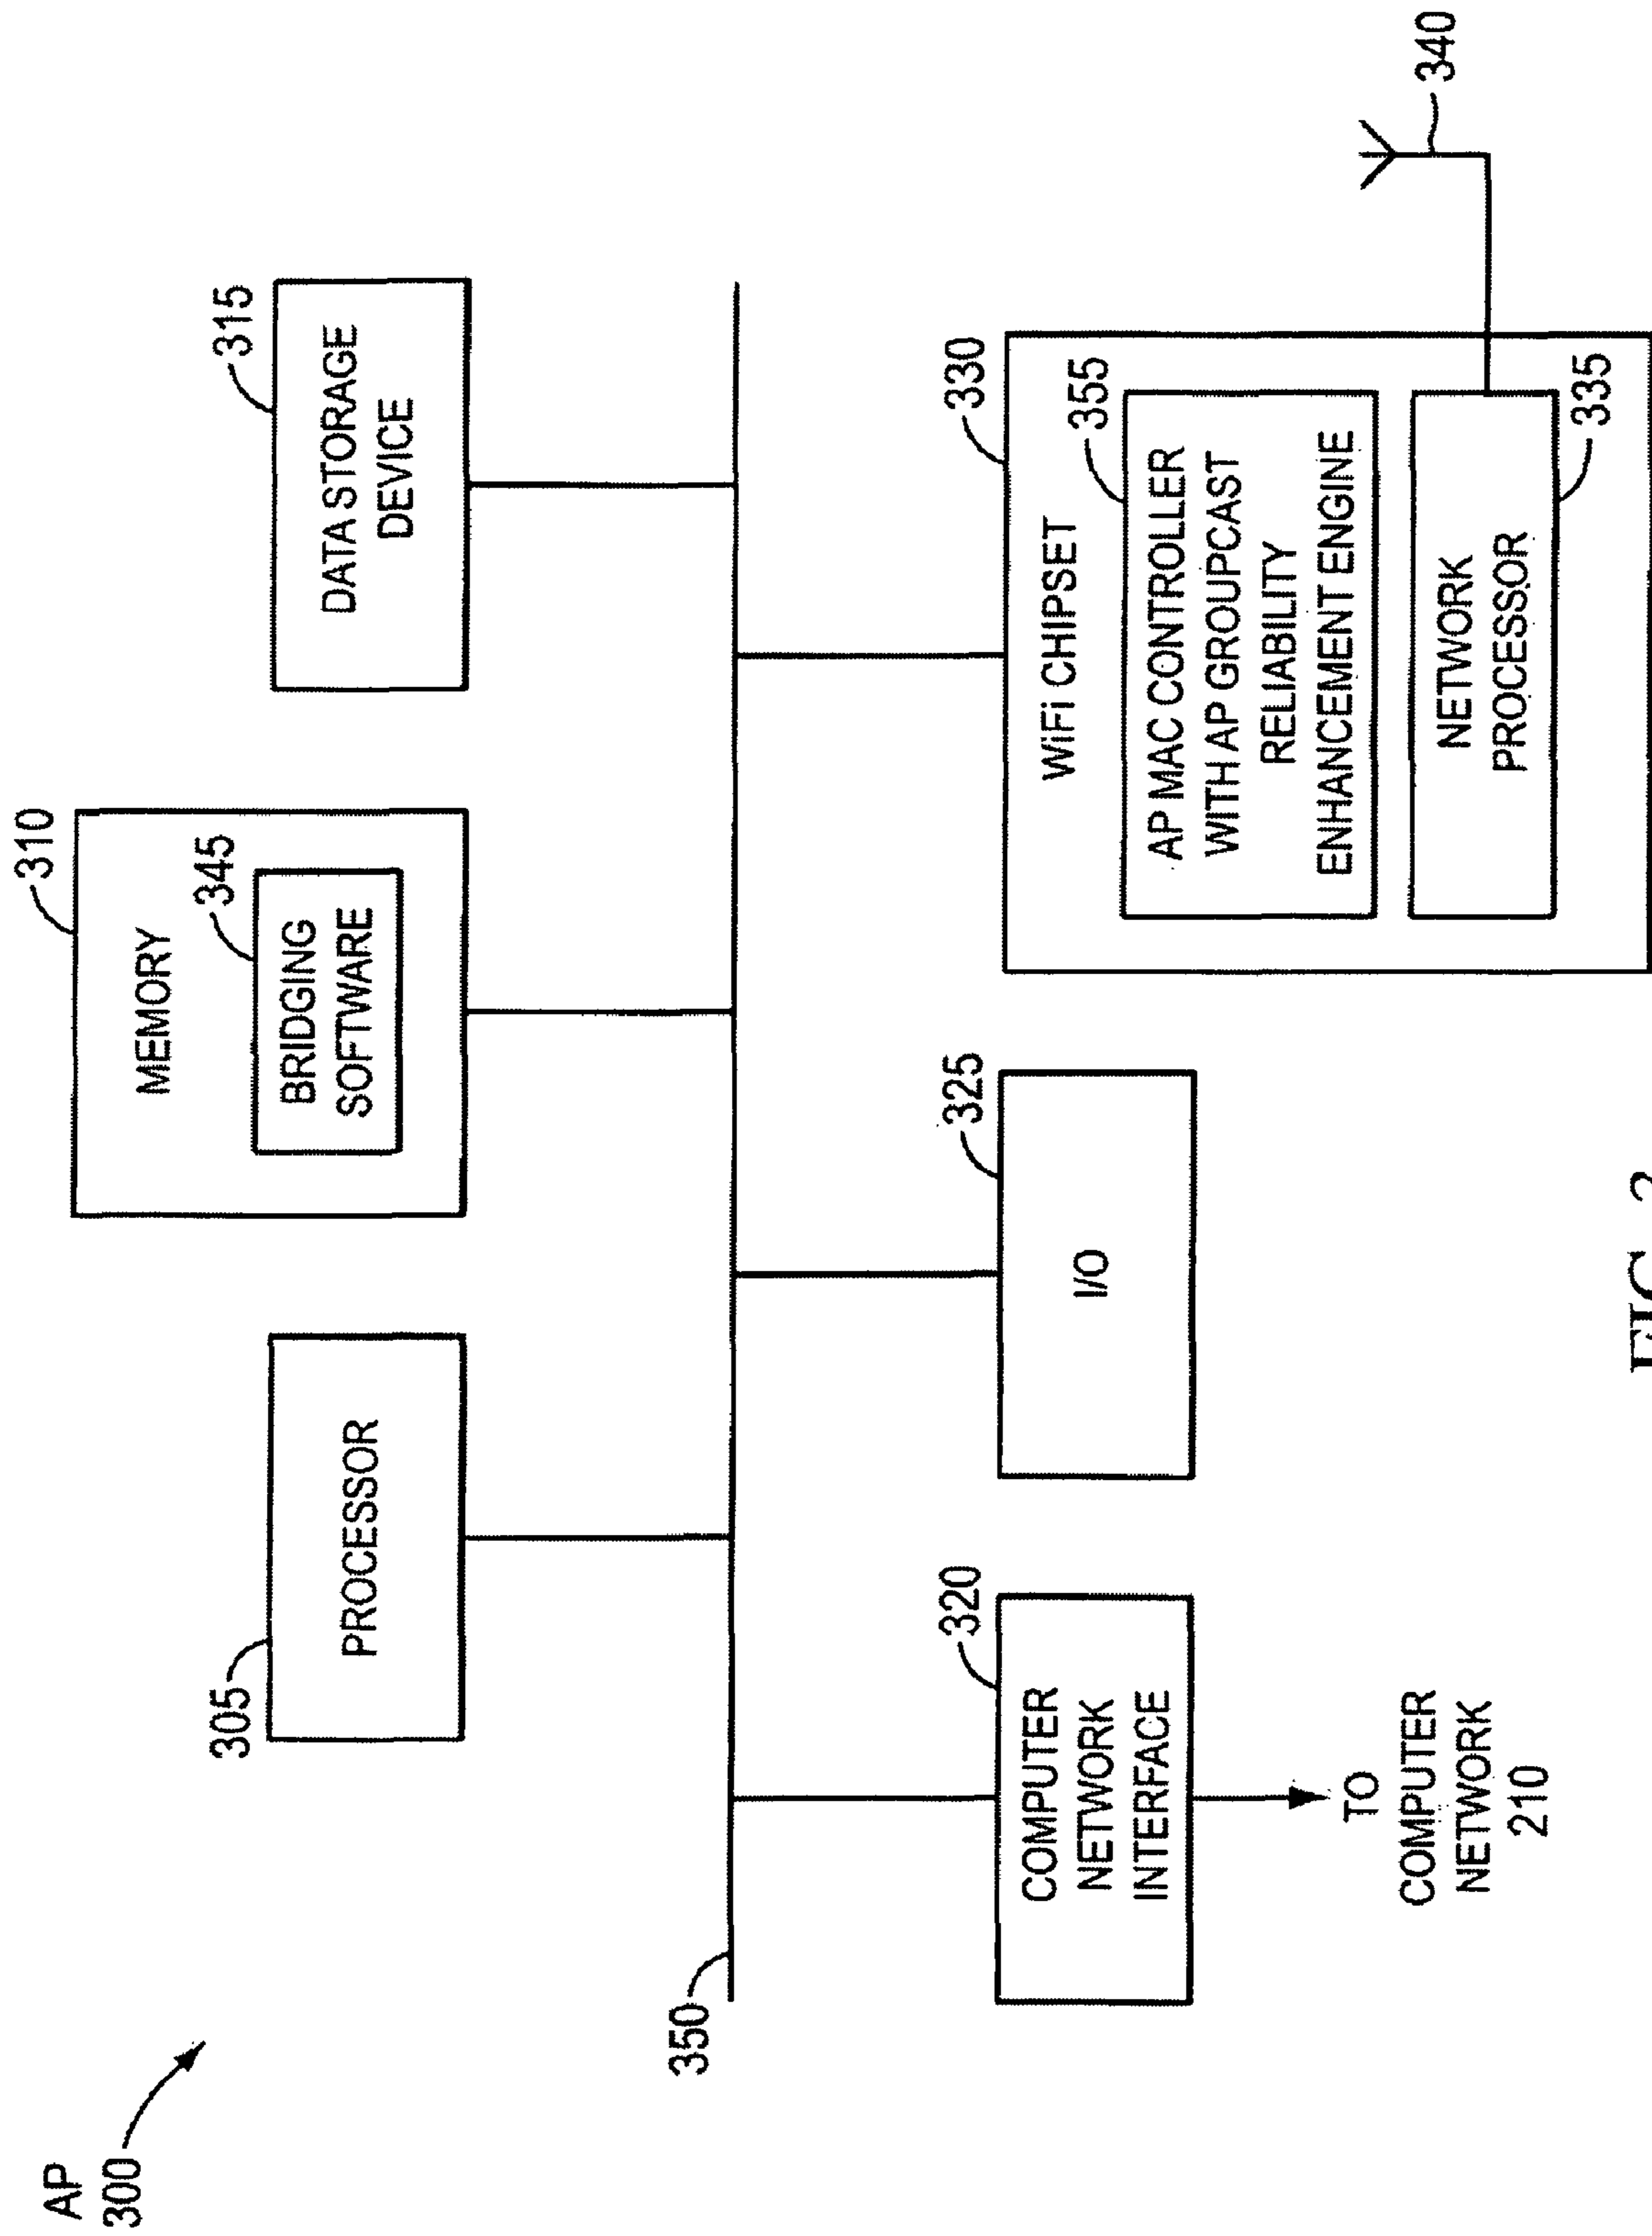 AP
300
305
PROCESSOR
310
MEMORY
345
BRIDGING
SOFTWARE
315
DATA STORAGE
DEVICE
350
320
COMPUTER
NETWORK
INTERFACE
TO
COMPUTER
NETWORK
210
325
I/O
330
WiFi CHIPSET
355
AP MAC CONTROLLER
WITH AP GROUPCAST
RELIABILITY
ENHANCEMENT ENGINE
NETWORK
PROCESSOR
335
340
FIG.